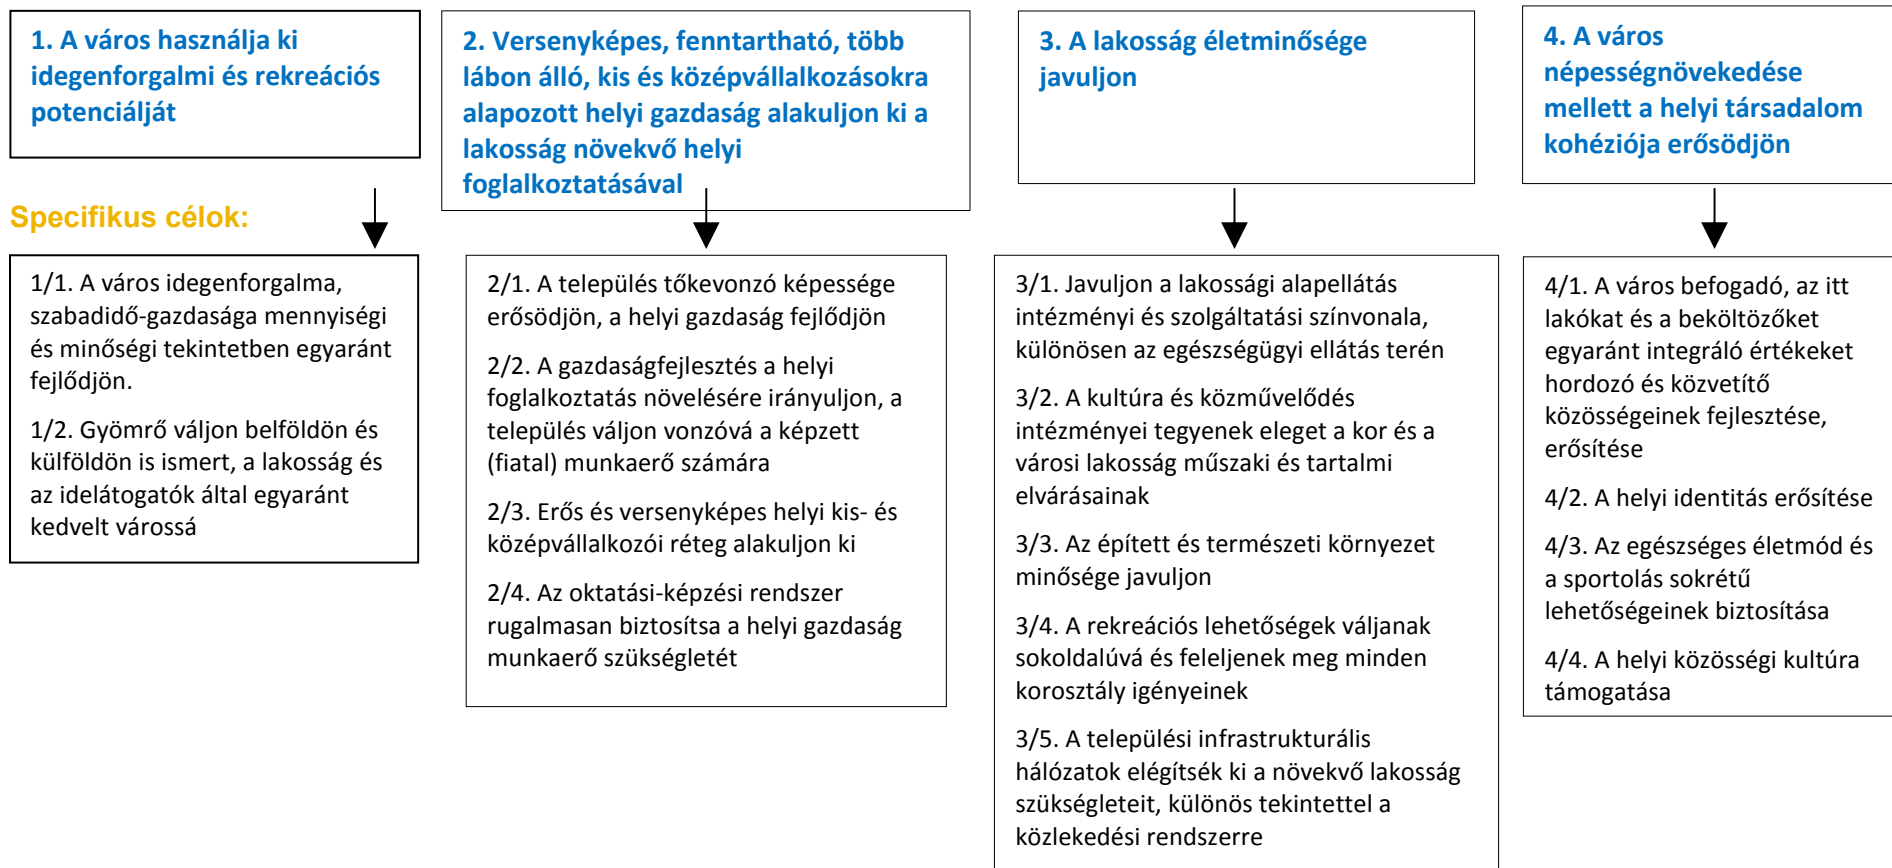 1. A város használja ki
idegenforgalmi és rekreációs
potenciálját
2. Versenyképes, fenntartható, több
lábon álló, kis és középvállalkozásokra
alapozott helyi gazdaság alakuljon ki a
lakosság növekvő helyi
foglalkoztatásával
3. A lakosság életminősége
javuljon
4. A város
népességnövekedése
mellett a helyi társadalom
kohéziója erősödjön
Specifikus célok:
1/1. A város idegenforgalma,
szabadidő-gazdasága mennyiségi
és minőségi tekintetben egyaránt
fejlődjön.
1/2. Gyömrő váljon belföldön és
külföldön is ismert, a lakosság és
az idelátogatók által egyaránt
kedvelt várossá
2/1. A település tőkevonzó képessége
erősödjön, a helyi gazdaság fejlődjön
2/2. A gazdaságfejlesztés a helyi
foglalkoztatás növelésére irányuljon, a
település váljon vonzóvá a képzett
(fiatal) munkaerő számára
2/3. Erős és versenyképes helyi kis- és
középvállalkozói réteg alakuljon ki
2/4. Az oktatási-képzési rendszer
rugalmasan biztosítsa a helyi gazdaság
munkaerő szükségletét
3/1. Javuljon a lakossági alapellátás
intézményi és szolgáltatási színvonala,
különösen az egészségügyi ellátás terén
3/2. A kultúra és közművelődés
intézményei tegyenek eleget a kor és a
városi lakosság műszaki és tartalmi
elvárásainak
3/3. Az épített és természeti környezet
minősége javuljon
3/4. A rekreációs lehetőségek váljanak
sokoldalúvá és feleljenek meg minden
korosztály igényeinek
3/5. A települési infrastrukturális
hálózatok elégítsék ki a növekvő lakosság
szükségleteit, különös tekintettel a
közlekedési rendszerre
4/1. A város befogadó, az itt
lakókat és a beköltözőket
egyaránt integráló értékeket
hordozó és közvetítő
közösségeinek fejlesztése,
erősítése
4/2. A helyi identitás erősítése
4/3. Az egészséges életmód és
a sportolás sokrétű
lehetőségeinek biztosítása
4/4. A helyi közösségi kultúra
támogatása